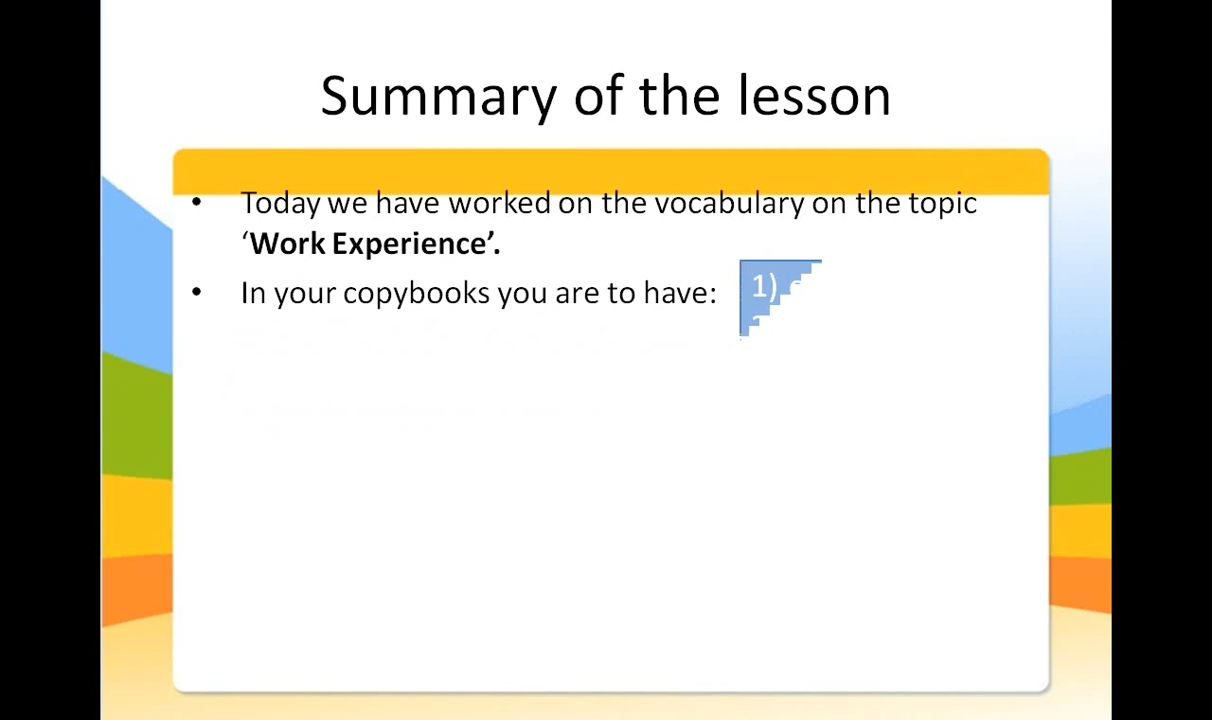 Summary of the lesson
• Today we have worked on the vocabulary on the topic
‘Work Experience’.
• In your copybooks you are to have:
1)